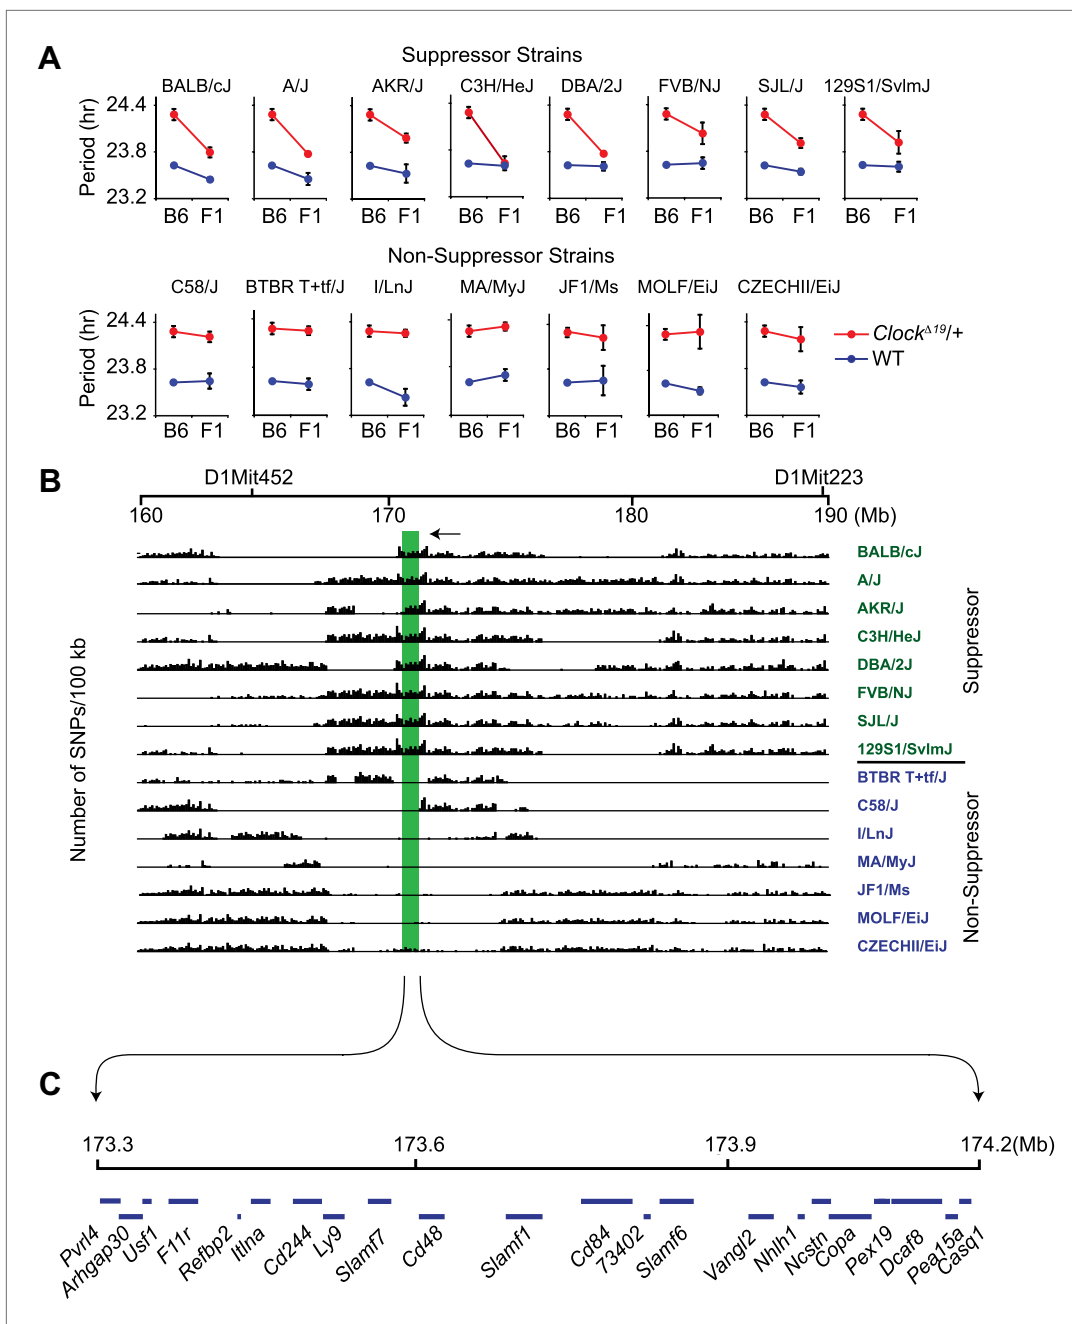 A
Suppressor Strains
BALB/cJ A/J AKR/J C3H/HeJ DBA/2J FVB/NJ SJL/J 129S1/SvlmJ
Period (hr)
24.4
23.8
23.2
B6 F1 B6 F1 B6 F1 B6 F1 B6 F1 B6 F1 B6 F1 B6 F1
Non-Suppressor Strains
C58/J BTBR T+tf/J I/LnJ MA/MyJ JF1/Ms MOLF/EiJ CZECHII/EiJ
Period (hr)
24.4
23.8
23.2
B6 F1 B6 F1 B6 F1 B6 F1 B6 F1 B6 F1 B6 F1
Clock^Δ19/+
WT
B
D1Mit452 D1Mit223
160 170 180 190 (Mb)
Number of SNPs/100 kb
BALB/cJ
A/J
AKR/J
C3H/HeJ
DBA/2J
FVB/NJ
SJL/J
129S1/SvlmJ
Suppressor
BTBR T+tf/J
C58/J
I/LnJ
MA/MyJ
JF1/Ms
MOLF/EiJ
CZECHII/EiJ
Non-Suppressor
C
173.3 173.6 173.9 174.2(Mb)
Pvrl4 Arhgap30 Usf1 F11r Refbp2 Itlna Cd244 Ly9 Slamf7 Cd48 Slamf1 Cd84 73402 Slamf6 Vangl2 Nhlh1 Ncstn Copa Pex19 Dcaf8 Pea15a Casq1